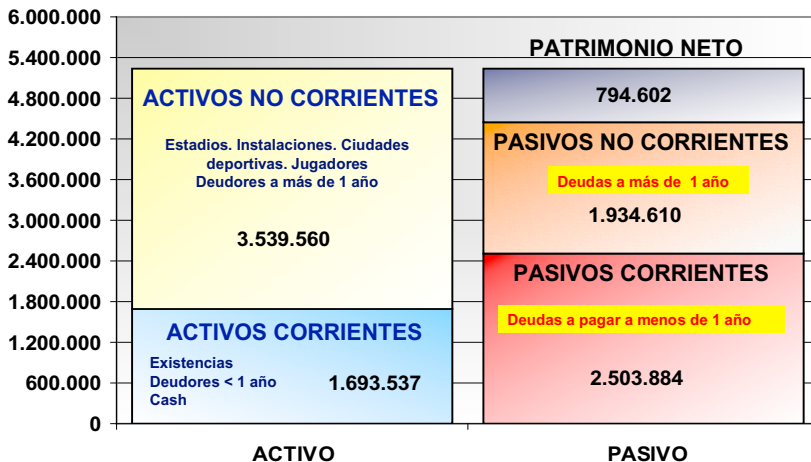 6.000.000
5.400.000
4.800.000
4.200.000
3.600.000
3.000.000
2.400.000
1.800.000
1.200.000
600.000
0
ACTIVOS NO CORRIENTES
Estadios. Instalaciones. Ciudades
deportivas. Jugadores
Deudores a más de 1 año
3.539.560
ACTIVOS CORRIENTES
Existencias
Deudores < 1 año
Cash
1.693.537
PATRIMONIO NETO
794.602
PASIVOS NO CORRIENTES
Deudas a más de 1 año
1.934.610
PASIVOS CORRIENTES
Deudas a pagar a menos de 1 año
2.503.884
ACTIVO
PASIVO